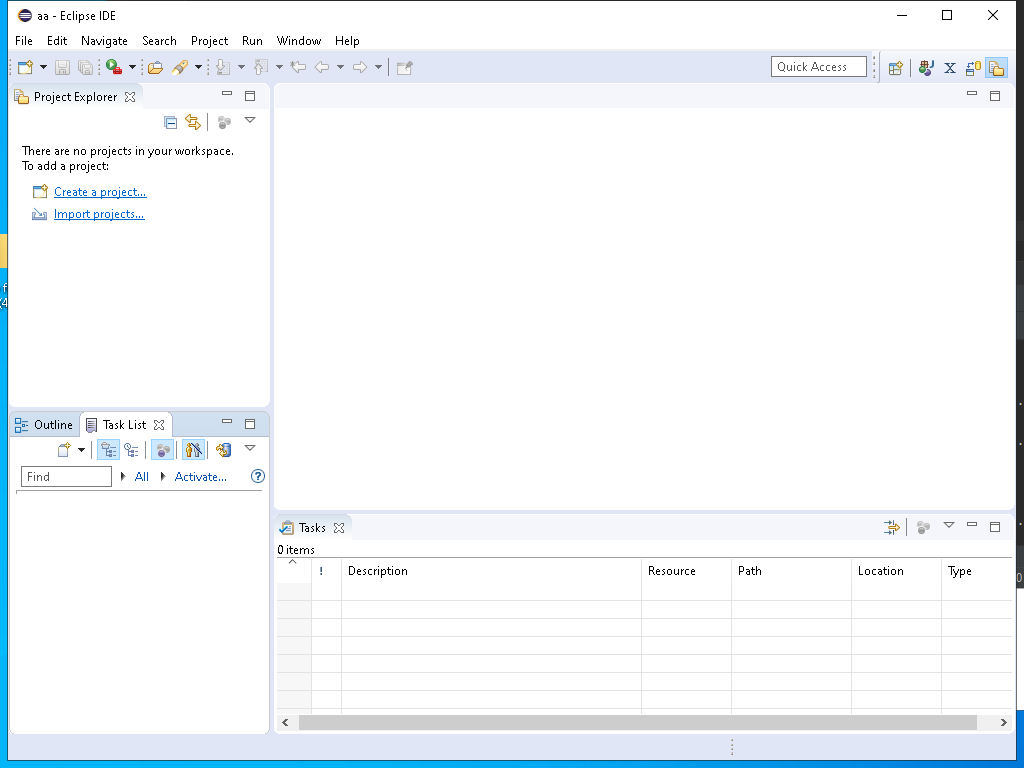 aa - Eclipse IDE
File Edit Navigate Search Project Run Window Help
Quick Access
Project Explorer
There are no projects in your workspace.
To add a project:
Create a project...
Import projects...
Outline Task List
Find All Activate...
Tasks
0 items
! Description Resource Path Location Type